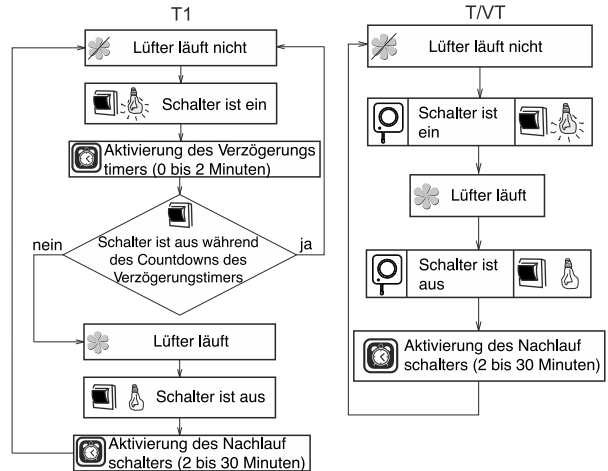 T1
Lüfter läuft nicht
Schalter ist ein
Aktivierung des Verzögerungs
timers (0 bis 2 Minuten)
nein
ja
Schalter ist aus während
des Countdowns des
Verzögerungstimers
Lüfter läuft
Schalter ist aus
Aktivierung des Nachlauf
schalters (2 bis 30 Minuten)
T/VT
Lüfter läuft nicht
Schalter ist
ein
Lüfter läuft
Schalter ist
aus
Aktivierung des Nachlauf
schalters (2 bis 30 Minuten)